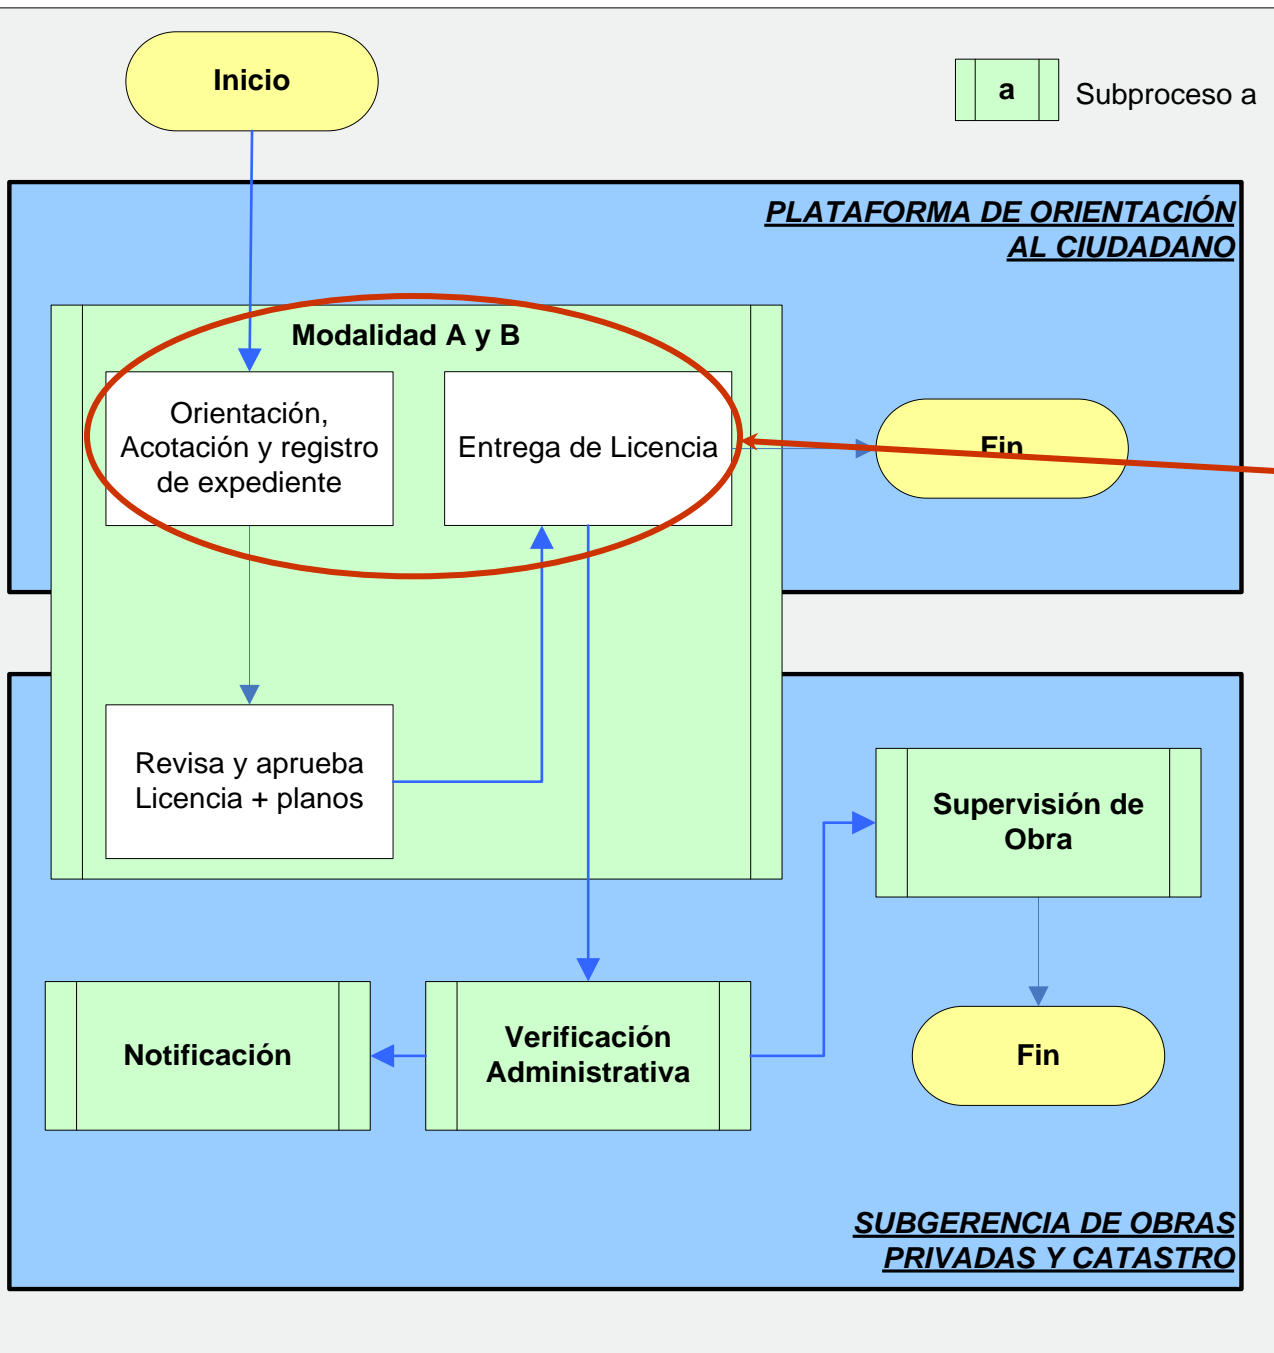 Inicio
a
Subproceso a
PLATAFORMA DE ORIENTACIÓN
AL CIUDADANO
Modalidad A y B
Orientación,
Acotación y registro
de expediente
Entrega de Licencia
Fin
Revisa y aprueba
Licencia + planos
Supervisión de
Obra
Notificación
Verificación
Administrativa
Fin
SUBGERENCIA DE OBRAS
PRIVADAS Y CATASTRO